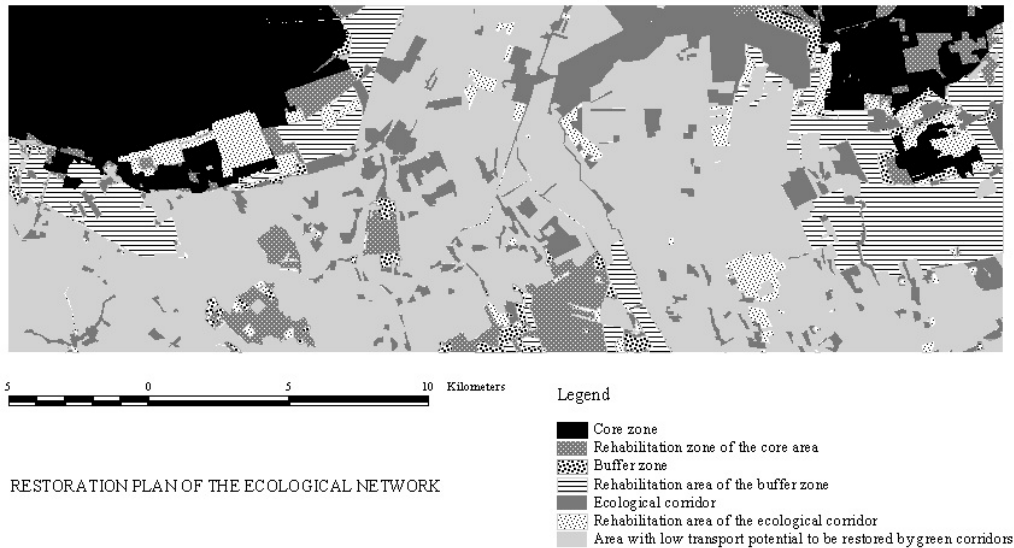 5 0 5 10 Kilometers
Legend
Core zone
Rehabilitation zone of the core area
Buffer zone
Rehabilitation area of the buffer zone
Ecological corridor
Rehabilitation area of the ecological corridor
Area with low transport potential to be restored by green corridors
RESTORATION PLAN OF THE ECOLOGICAL NETWORK